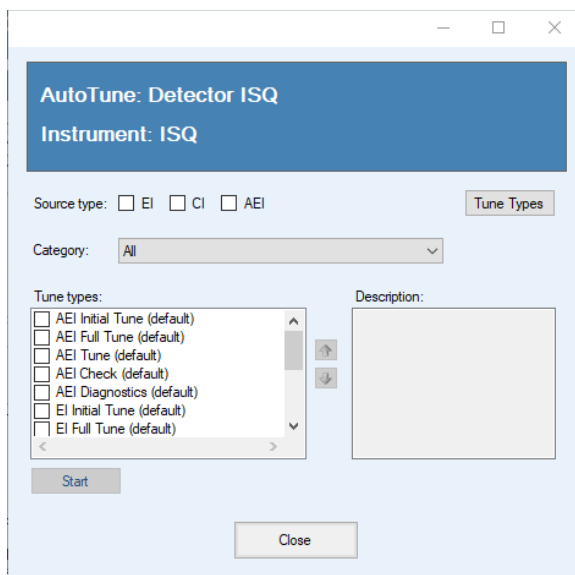 AutoTune: Detector ISQ
Instrument: ISQ
Source type: EI CI AEI Tune Types
Category: All
Tune types: Description:
AEI Initial Tune (default)
AEI Full Tune (default)
AEI Tune (default)
AEI Check (default)
AEI Diagnostics (default)
EI Initial Tune (default)
EI Full Tune (default)
Start
Close